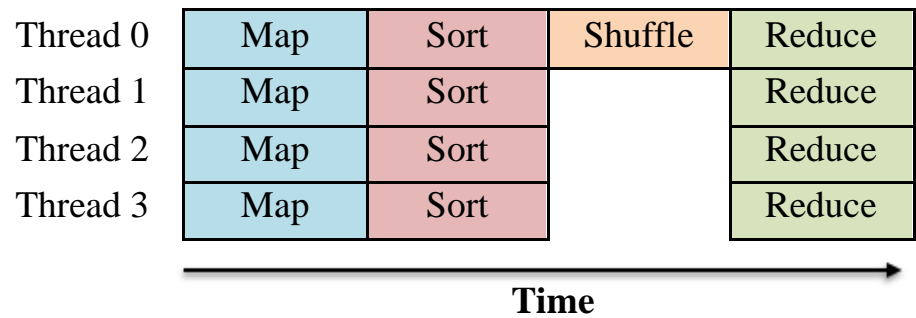 Thread 0 Map Sort Shuffle Reduce
Thread 1 Map Sort Reduce
Thread 2 Map Sort Reduce
Thread 3 Map Sort Reduce
Time